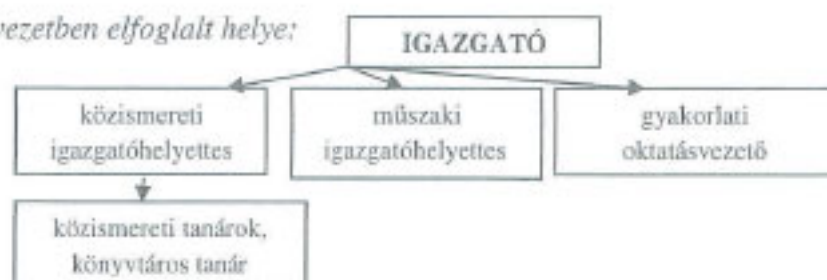 vezetben elfoglalt helye:
IGAZGATÓ
közismereti
igazgatóhelyettes
műszaki
igazgatóhelyettes
gyakorlati
oktatásvezető
közismereti tanárok,
könyvtáros tanár